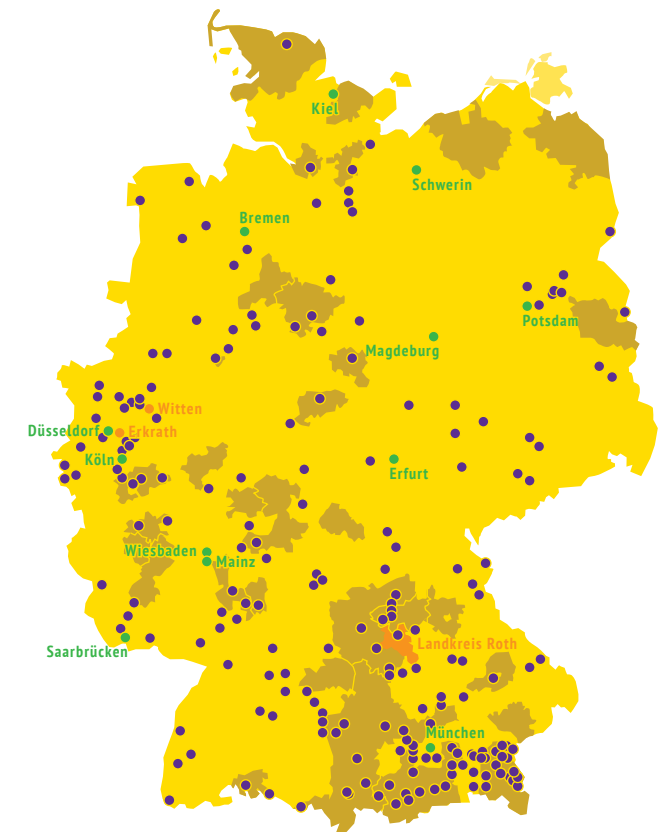 Kiel
Schwerin
Bremen
Potsdam
Magdeburg
Witten
Düsseldorf
Erkrath
Köln
Erfurt
Wiesbaden
Mainz
Landkreis Roth
Saarbrücken
München